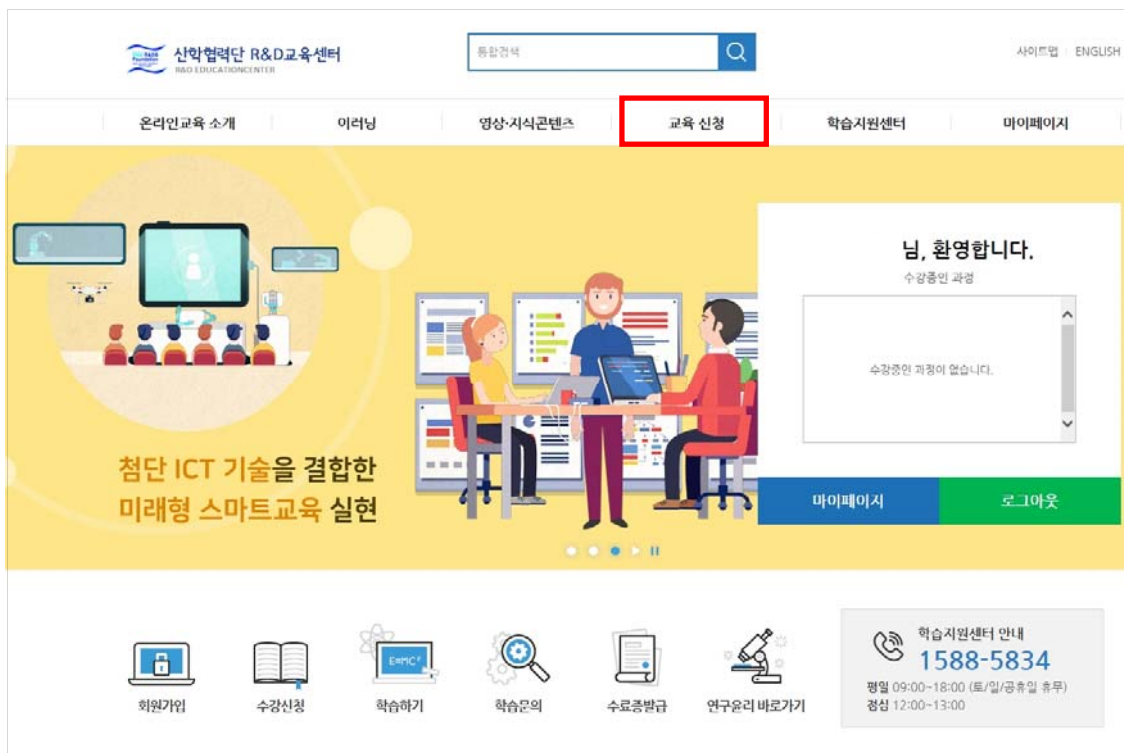 산학협력단 R&D교육센터
R&D EDUCATIONCENTER
통합검색
사이트맵 ENGLISH
온라인교육 소개 이러닝 영상·지식콘텐츠 교육 신청 학습지원센터 마이페이지
님, 환영합니다.
수강중인 과정
수강중인 과정이 없습니다.
마이페이지 로그아웃
첨단 ICT 기술을 결합한
미래형 스마트교육 실현
E=MC²
회원가입 수강신청 학습하기 학습문의 수료증발급 연구윤리 바로가기
학습지원센터 안내
1588-5834
평일 09:00~18:00 (토/일/공휴일 휴무)
점심 12:00~13:00